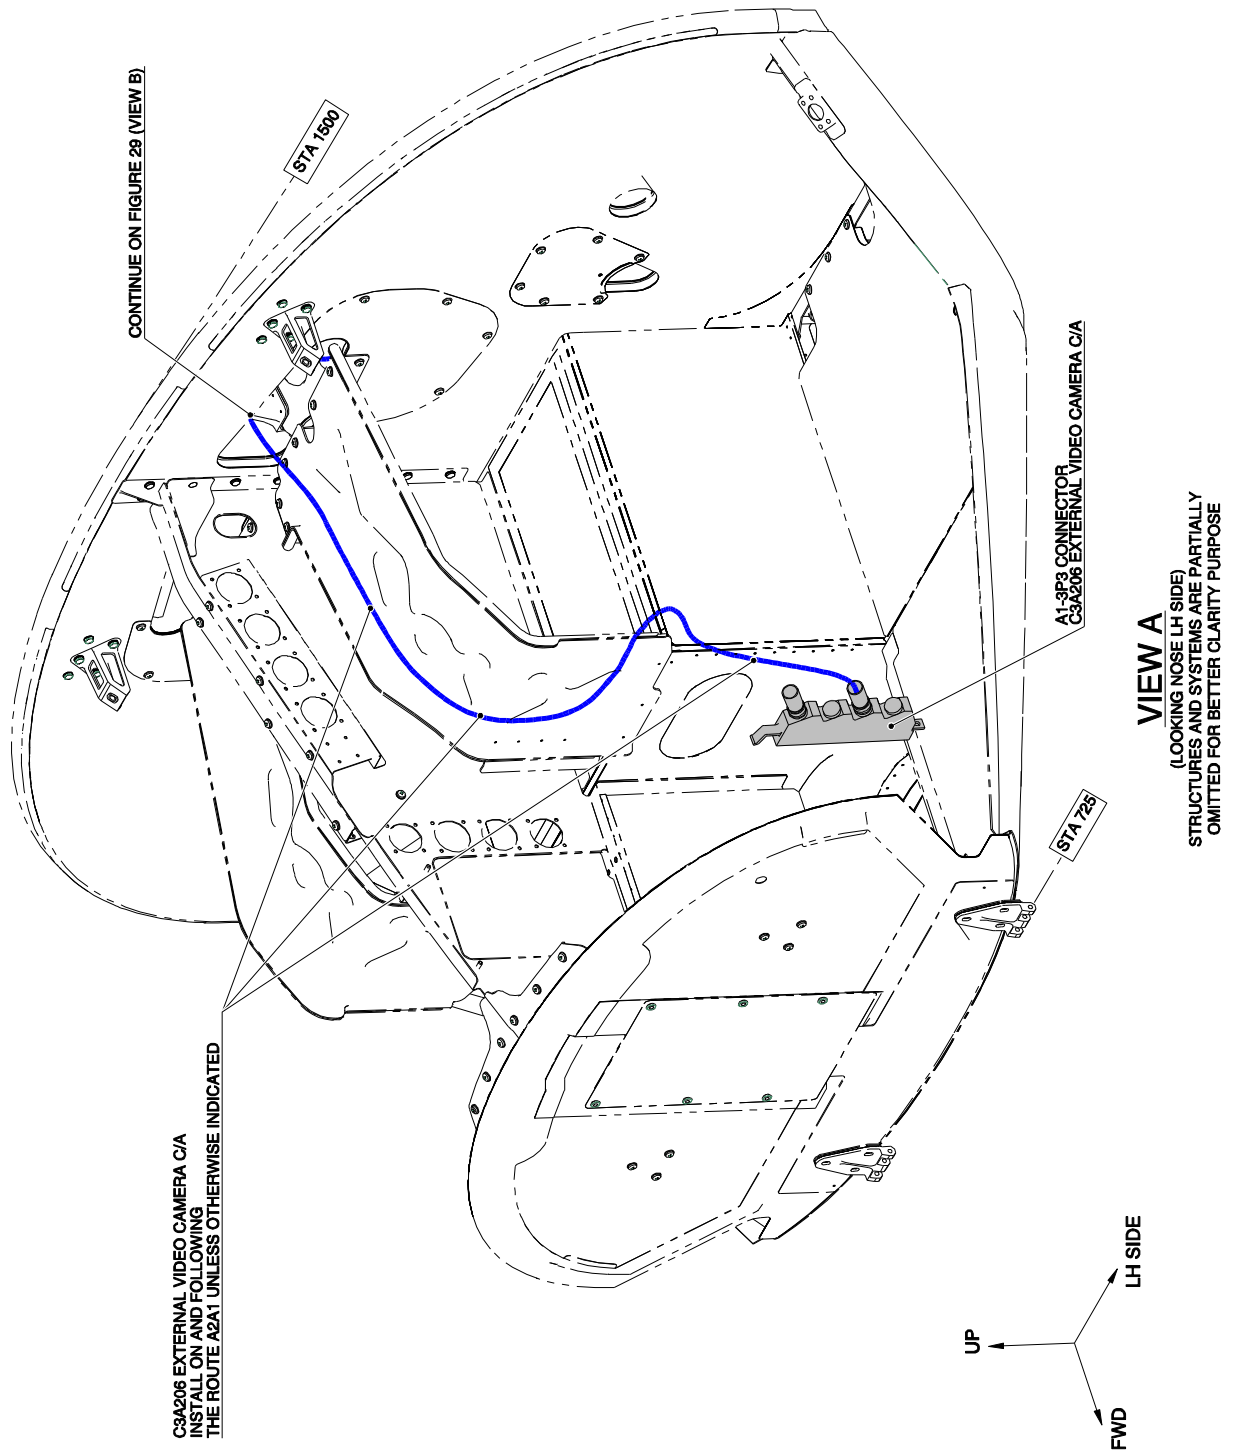 CONTINUE ON FIGURE 29 (VIEW B)
STA 1500
A1-3P3 CONNECTOR
C3A206 EXTERNAL VIDEO CAMERA C/A
C3A206 EXTERNAL VIDEO CAMERA C/A
INSTALL ON AND FOLLOWING
THE ROUTE A2A1 UNLESS OTHERWISE INDICATED
STA 725
UP
FWD
LH SIDE
VIEW A
(LOOKING NOSE LH SIDE)
STRUCTURES AND SYSTEMS ARE PARTIALLY
OMITTED FOR BETTER CLARITY PURPOSE